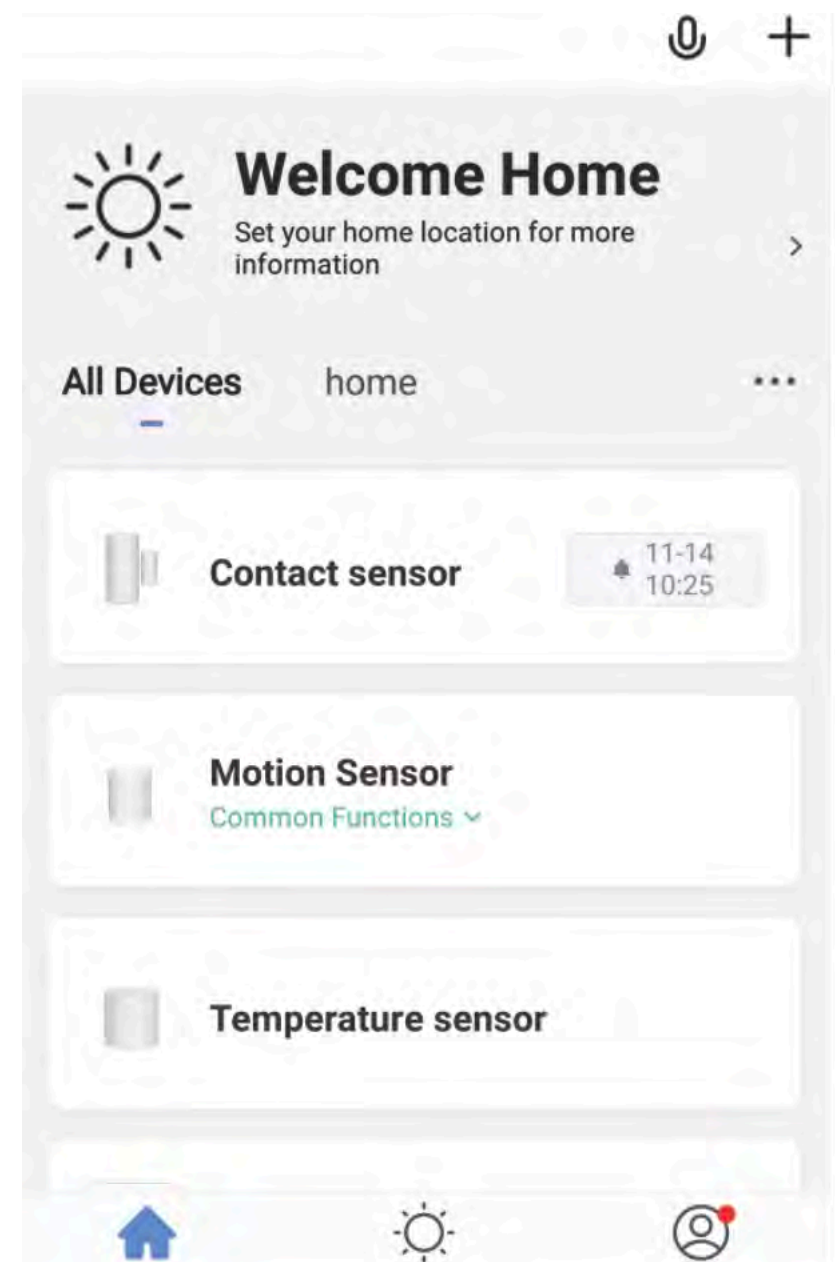 Welcome Home
Set your home location for more
information
All Devices
home
Contact sensor
11-14
10:25
Motion Sensor
Common Functions
Temperature sensor